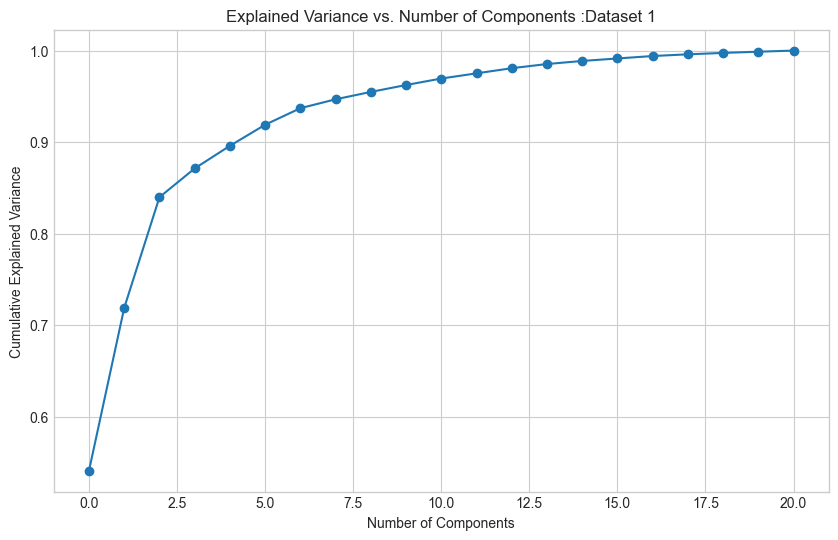 Explained Variance vs. Number of Components :Dataset 1
Cumulative Explained Variance
1.0
0.9
0.8
0.7
0.6
0.0 2.5 5.0 7.5 10.0 12.5 15.0 17.5 20.0
Number of Components